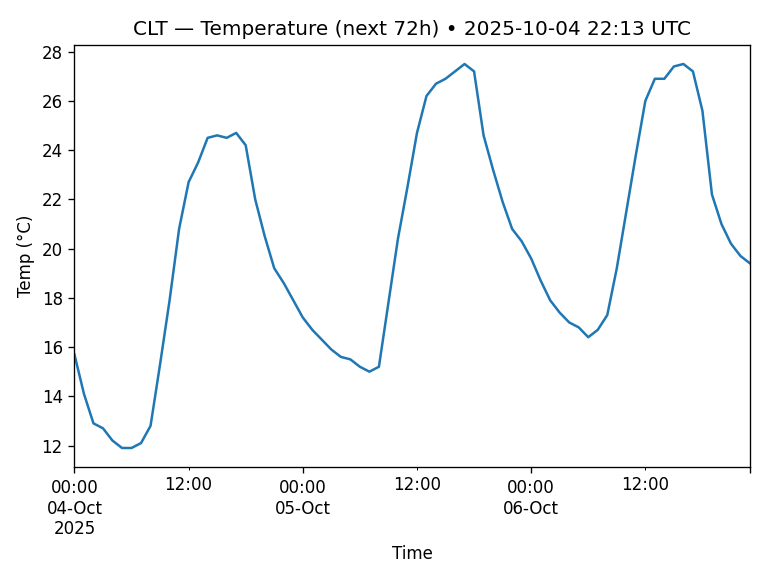 CLT — Temperature (next 72h) • 2025-10-04 22:13 UTC
28
26
24
22
20
18
16
14
12
Temp (°C)
00:00 12:00 00:00 12:00 00:00 12:00
04-Oct 05-Oct 06-Oct
2025
Time